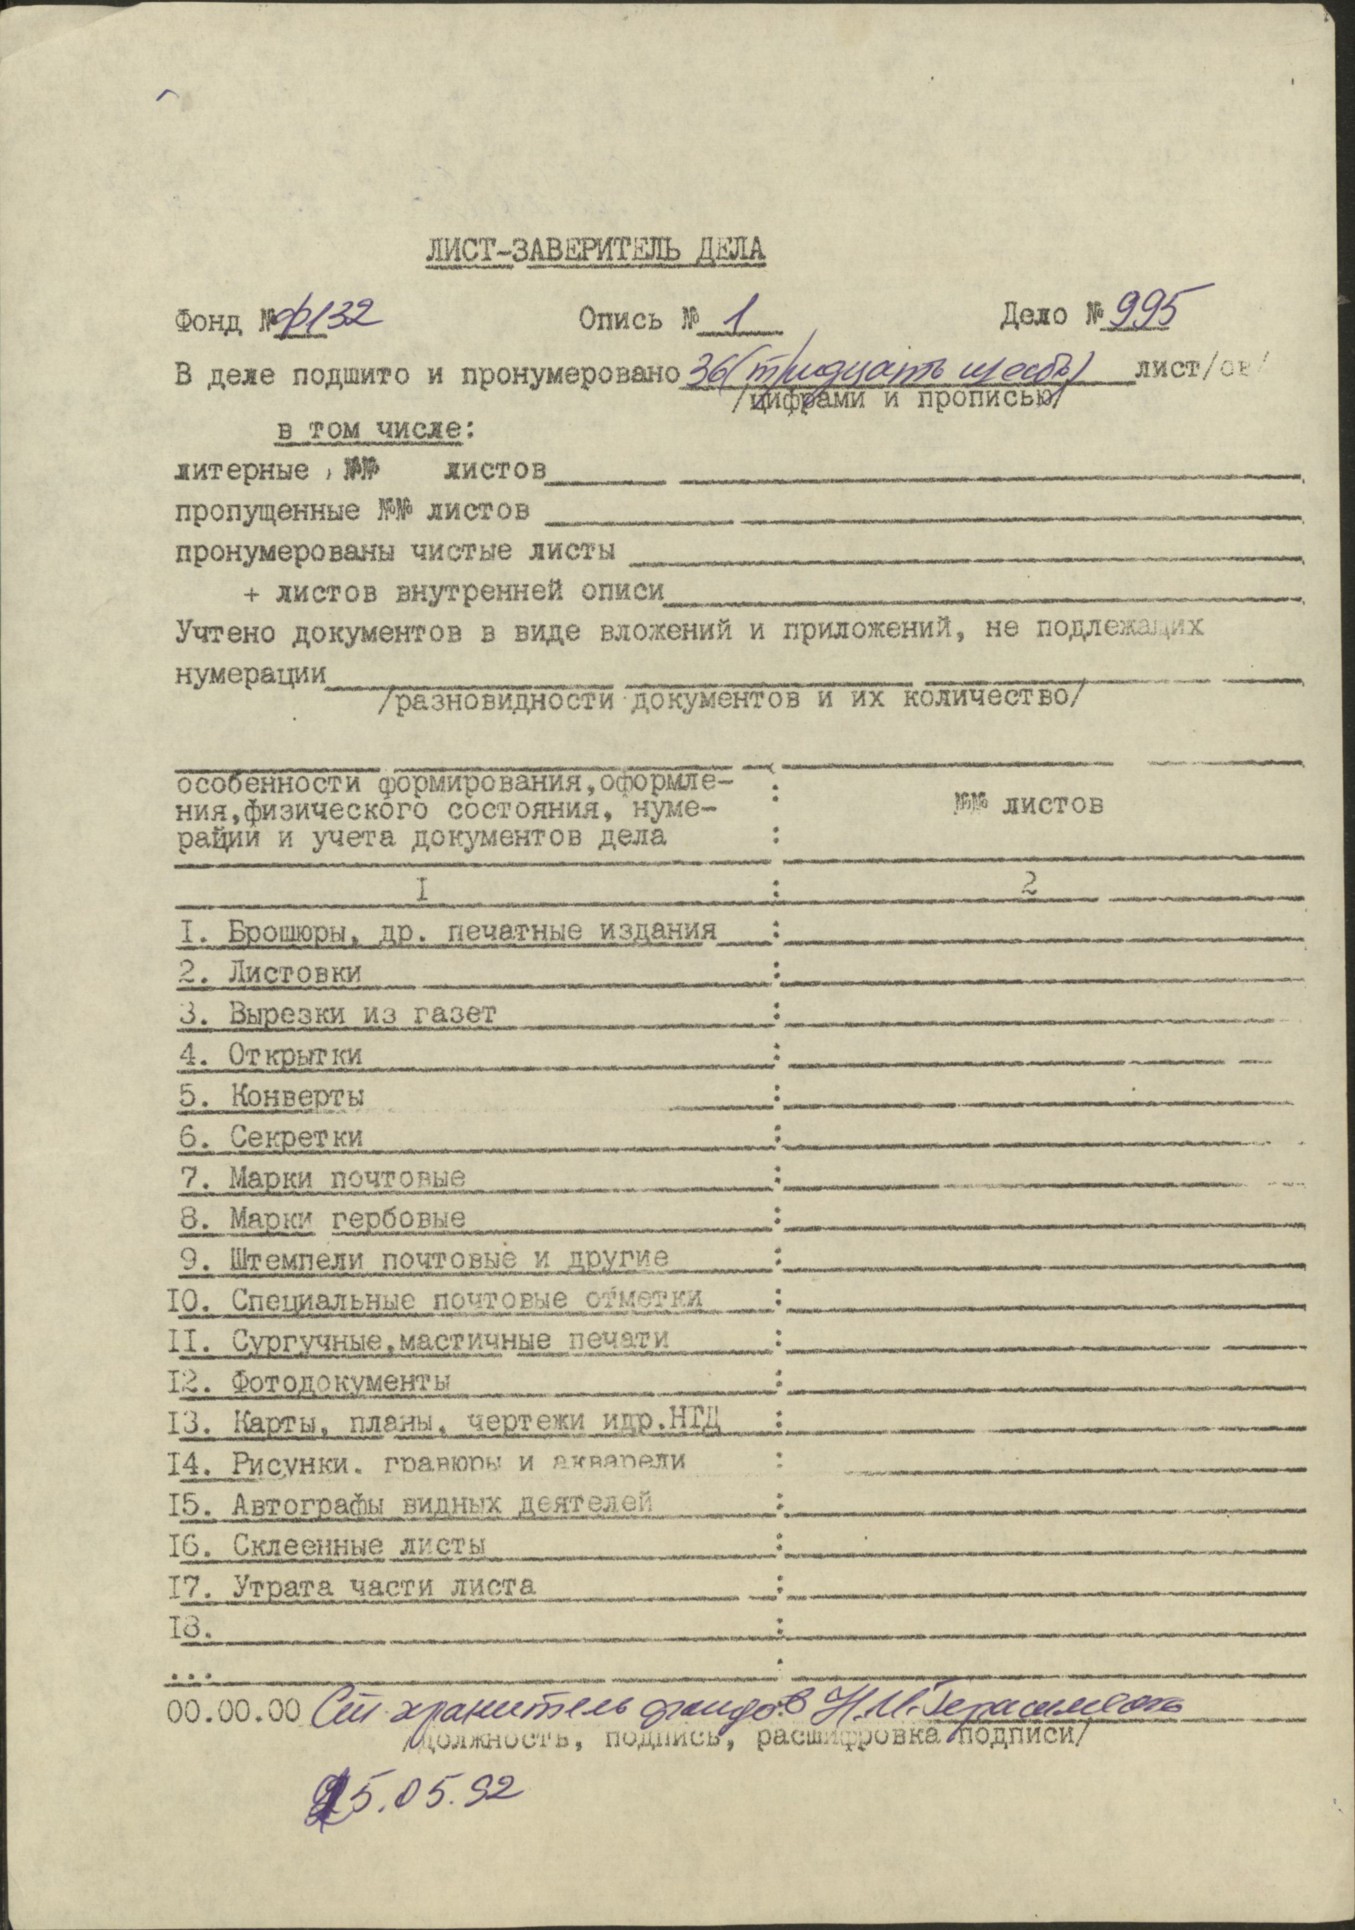 ЛИСТ-ЗАВЕРИТЕЛЬ ДЕЛА
Фонд № ф132 Опись № 1 Дело № 995
В деле подшито и пронумеровано 36 (тридцать шесть) лист/ов/
/цифрами и прописью/
в том числе:
литерные №№ листов
пропущенные №№ листов
пронумерованы чистые листы
+ листов внутренней описи
Учтено документов в виде вложений и приложений, не подлежащих
нумерации
/разновидности документов и их количество/
особенности формирования,оформле-
ния,физического состояния, нуме- : №№ листов
рации и учета документов дела :
I : 2
I. Брошюры, др. печатные издания :
2. Листовки :
3. Вырезки из газет :
4. Открытки :
5. Конверты :
6. Секретки :
7. Марки почтовые :
8. Марки гербовые :
9. Штемпели почтовые и другие :
I0. Специальные почтовые отметки :
II. Сургучные,мастичные печати :
I2. Фотодокументы :
I3. Карты, планы, чертежи идр.НТД :
I4. Рисунки, гравюры и акварели :
I5. Автографы видных деятелей :
I6. Склеенные листы :
I7. Утрата части листа :
I8. :
... :
00.00.00 Ст. хранитель фондов Н.И.
/должность, подпись, расшифровка подписи/
5.05.92